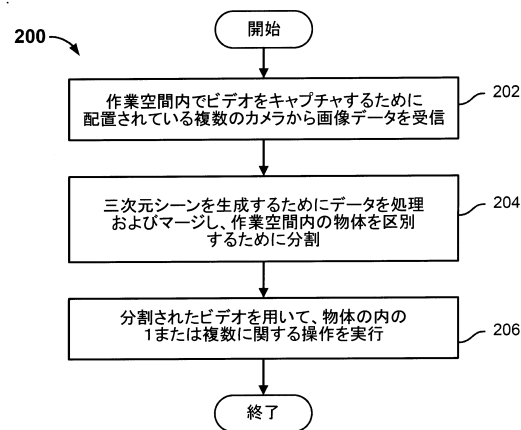 200
開始
作業空間内でビデオをキャプチャするために
配置されている複数のカメラから画像データを受信
202
三次元シーンを生成するためにデータを処理
およびマージし、作業空間内の物体を区別
するために分割
204
分割されたビデオを用いて、物体の内の
1または複数に関する操作を実行
206
終了